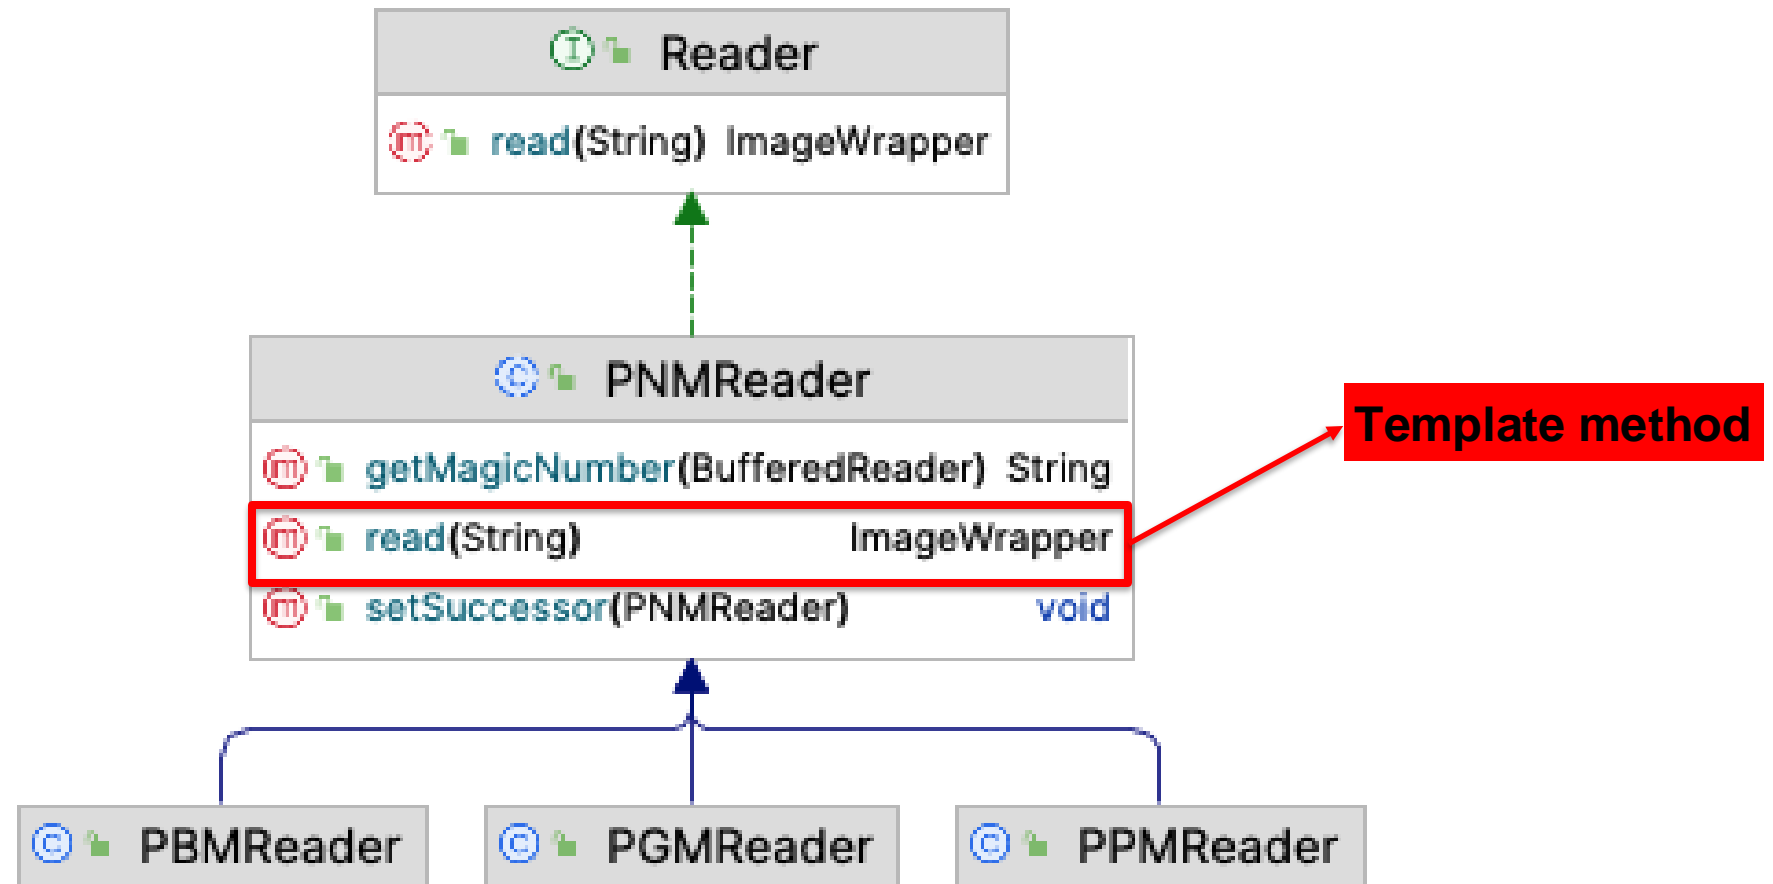 Reader
read(String) ImageWrapper
PNMReader
getMagicNumber(BufferedReader) String
read(String) ImageWrapper
setSuccessor(PNMReader) void
Template method
PBMReader
PGMReader
PPMReader